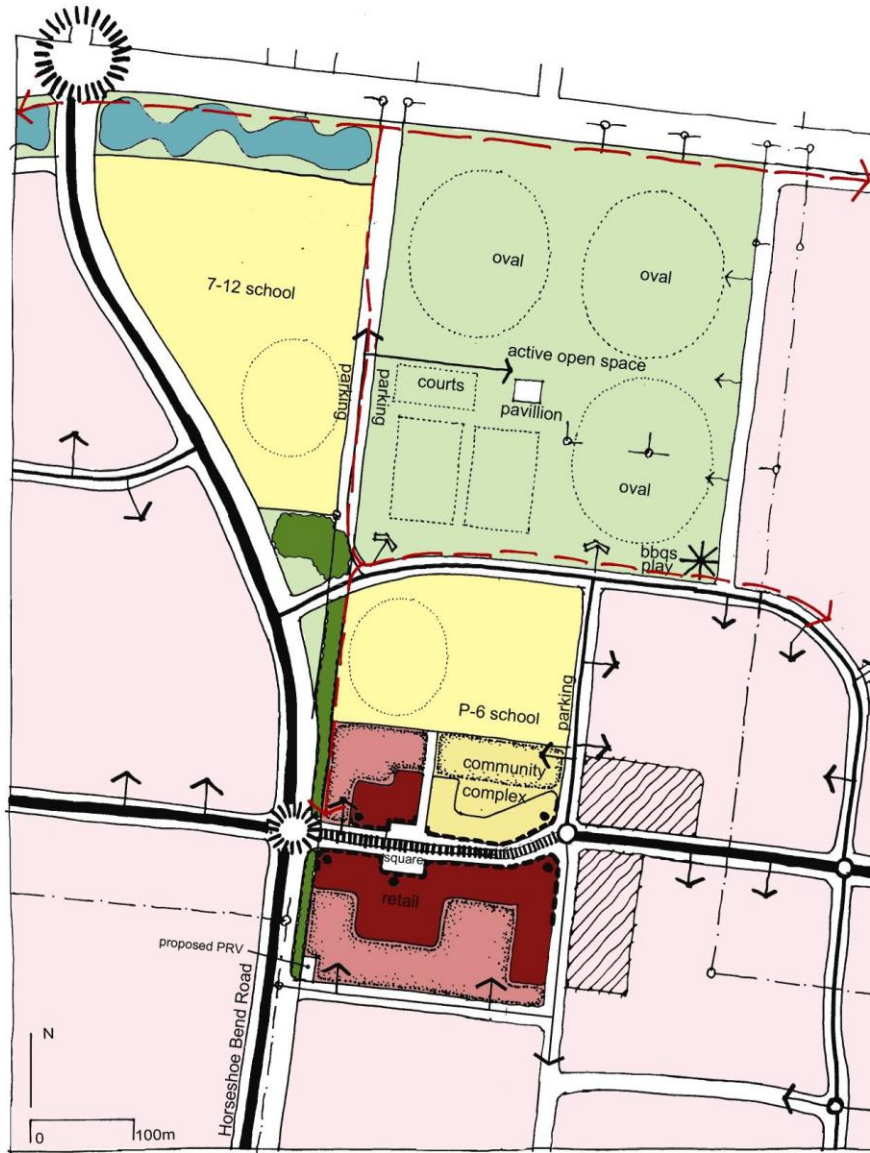 oval
oval
7-12 school
active open space
parking
parking
courts
pavillion
oval
bbqs
play
P-6 school
parking
community
complex
square
retail
proposed PRV
Horseshoe Bend Road
N
0
100m